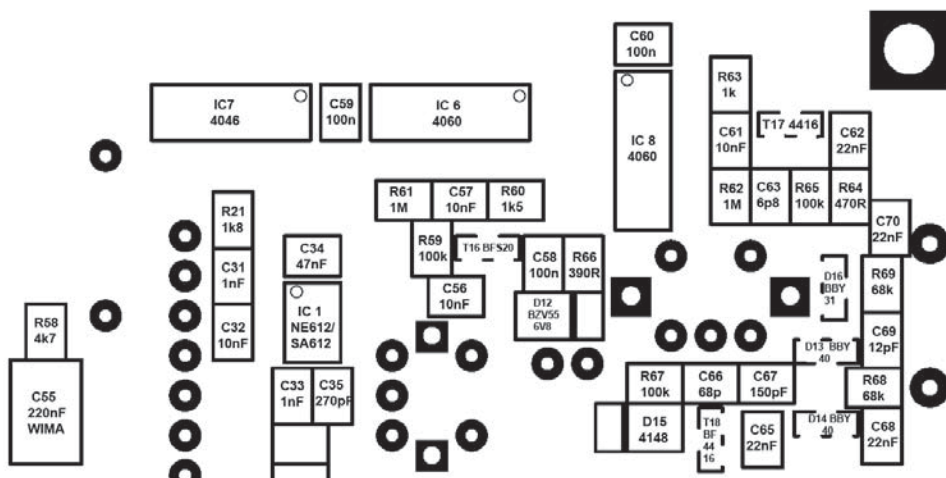 C60
100n
IC7
4046
C59
100n
IC 6
4060
R63
1k
IC 8
4060
C61
10nF
T17 4416
C62
22nF
R61
1M
C57
10nF
R60
1k5
R62
1M
C63
6p8
R65
100k
R64
470R
R21
1k8
C70
22nF
R59
100k
T16 BFS20
C34
47nF
C58
100n
R66
390R
C31
1nF
D16
BBY
31
R69
68k
C56
10nF
IC 1
NE612/
SA612
D12
BZV55
6V8
R58
4k7
C32
10nF
C69
12pF
D13 BBY
40
C33
1nF
C35
270pF
R67
100k
C66
68p
C67
150pF
R68
68k
C55
220nF
WIMA
D15
4148
T18
BF
44
16
C65
22nF
D14 BBY
40
C68
22nF